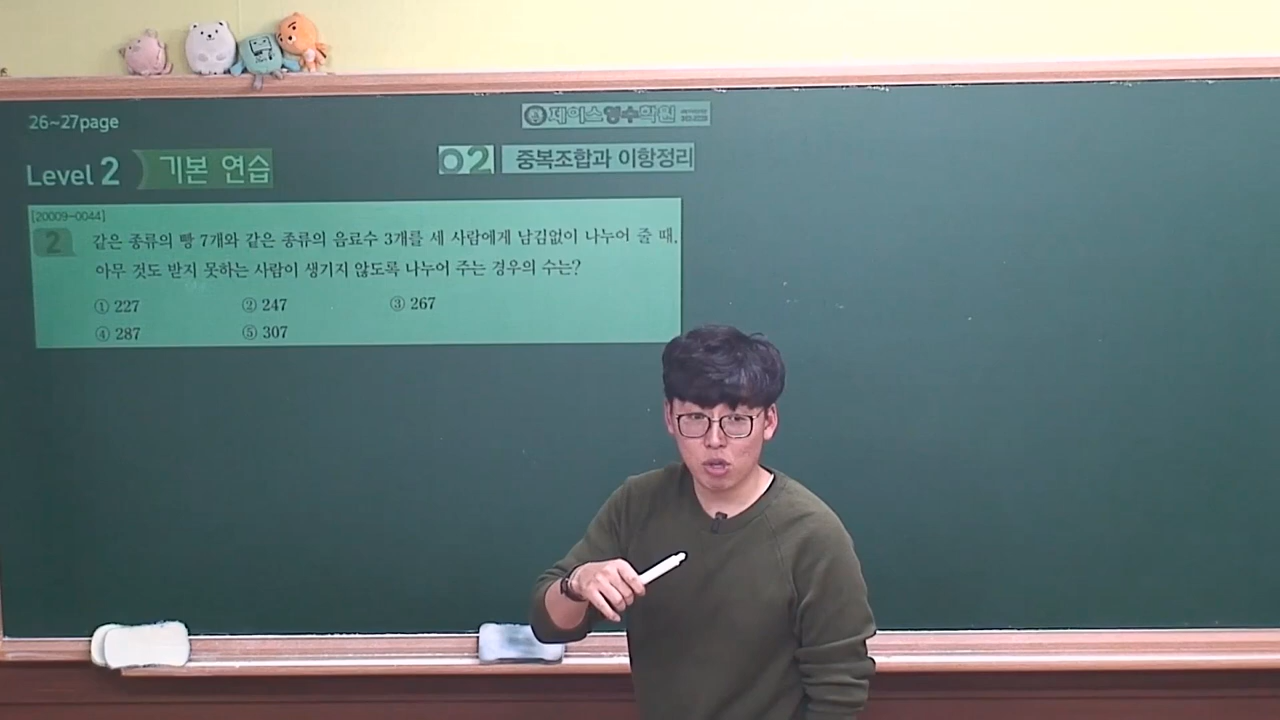 26~27page
제이스영수학원
Level 2 기본 연습
02 중복조합과 이항정리
[20009-0044]
2 같은 종류의 빵 7개와 같은 종류의 음료수 3개를 세 사람에게 남김없이 나누어 줄 때,
아무 것도 받지 못하는 사람이 생기지 않도록 나누어 주는 경우의 수는?
① 227 ② 247 ③ 267
④ 287 ⑤ 307